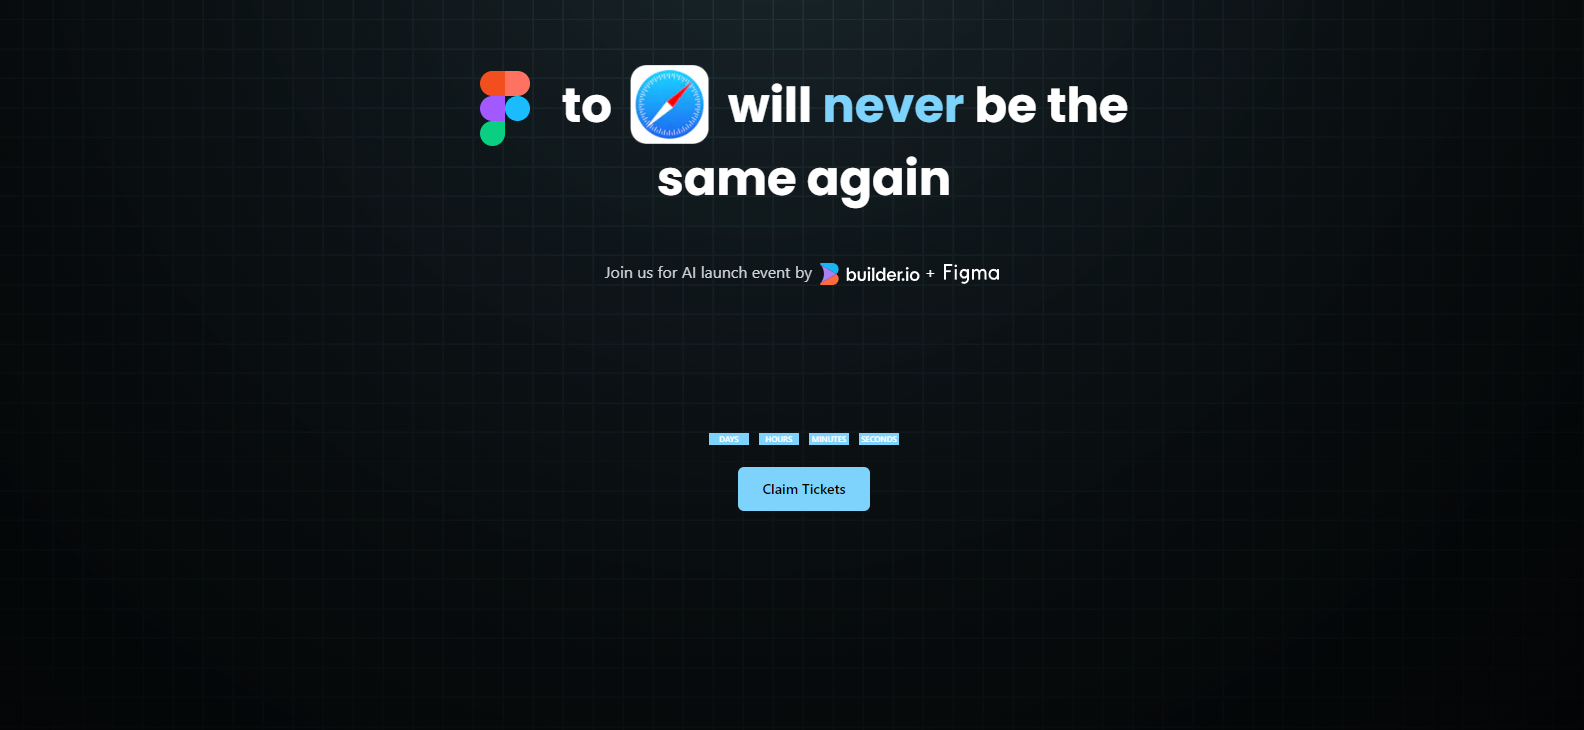 to will never be the
same again
Join us for AI launch event by builder.io + Figma
DAYS HOURS MINUTES SECONDS
Claim Tickets